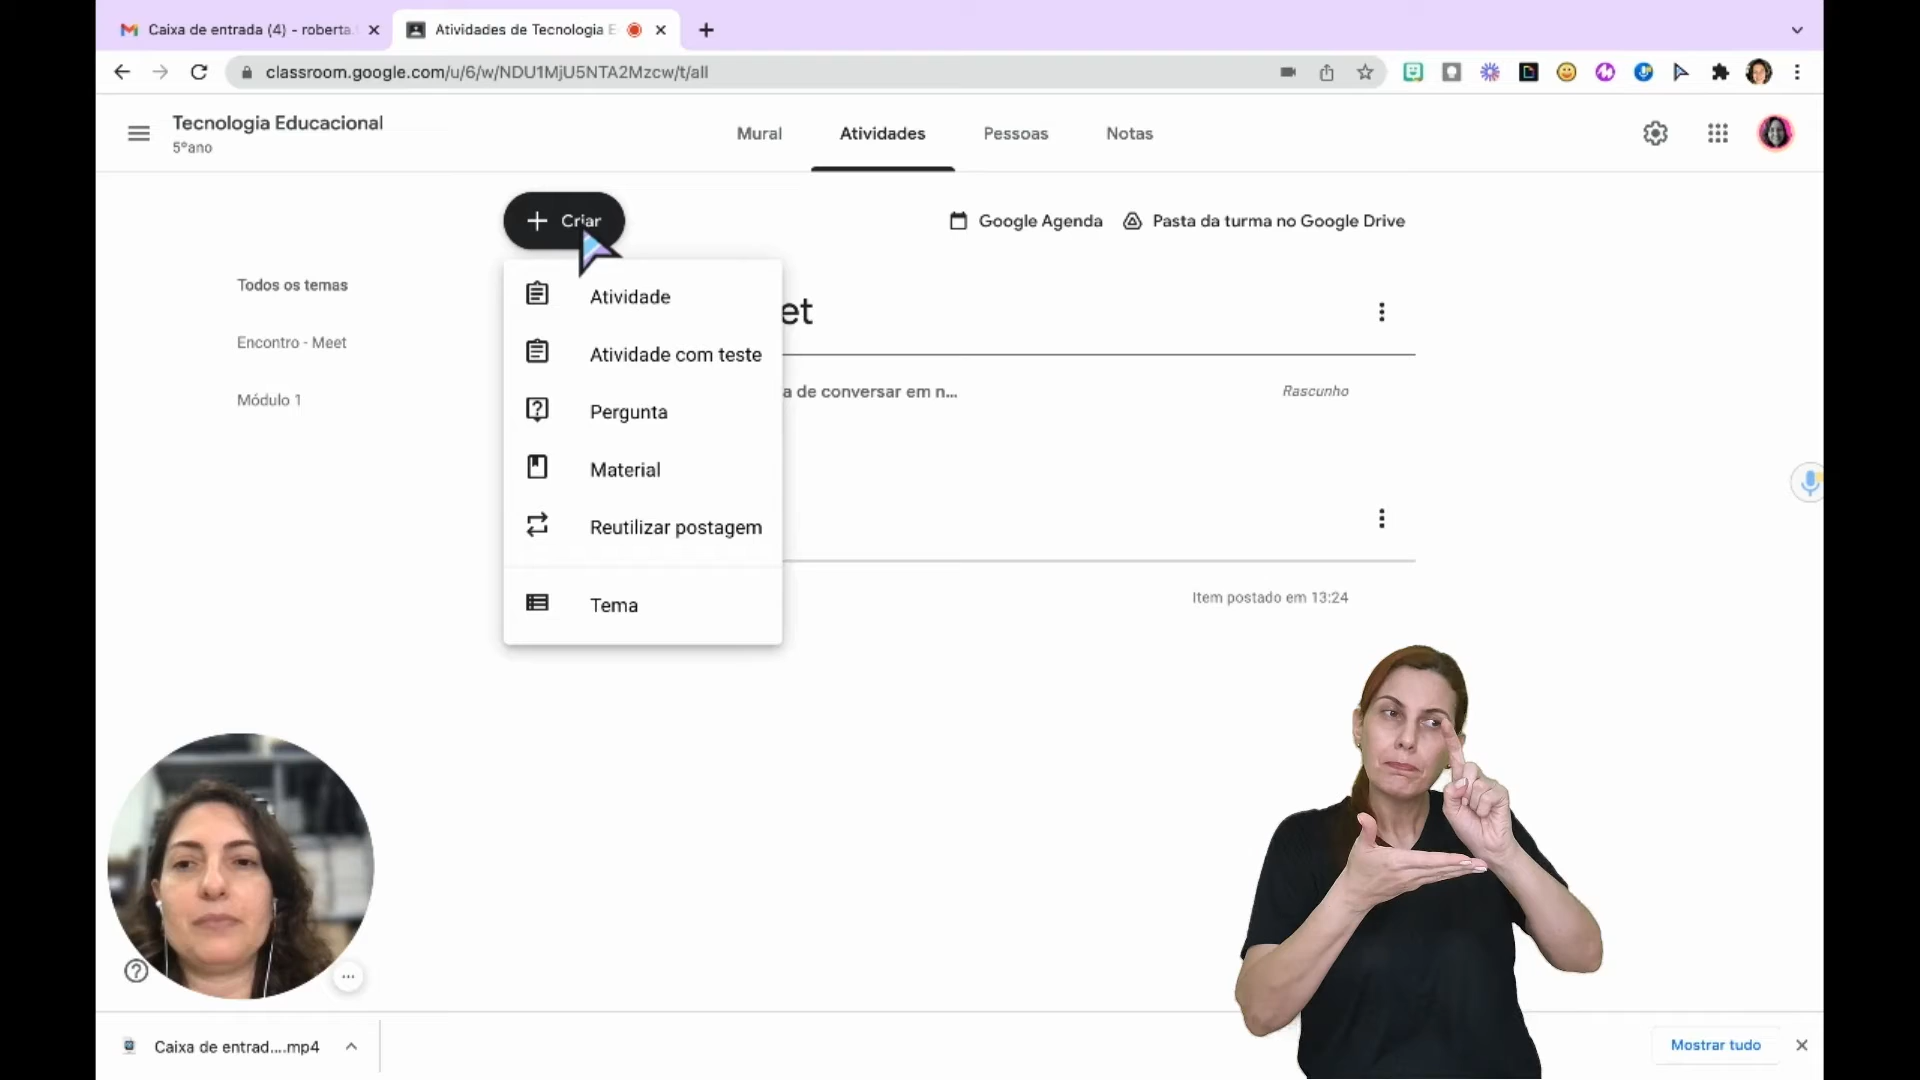 Caixa de entrada (4) - roberta.
Atividades de Tecnologia E
classroom.google.com/u/6/w/NDU1MjU5NTA2Mzcw/t/all
Tecnologia Educacional
5ºano
Mural
Atividades
Pessoas
Notas
Criar
Google Agenda
Pasta da turma no Google Drive
Todos os temas
Encontro - Meet
Módulo 1
Atividade
Atividade com teste
Pergunta
Material
Reutilizar postagem
Tema
et
a de conversar em n...
Rascunho
Item postado em 13:24
Caixa de entrad....mp4
Mostrar tudo